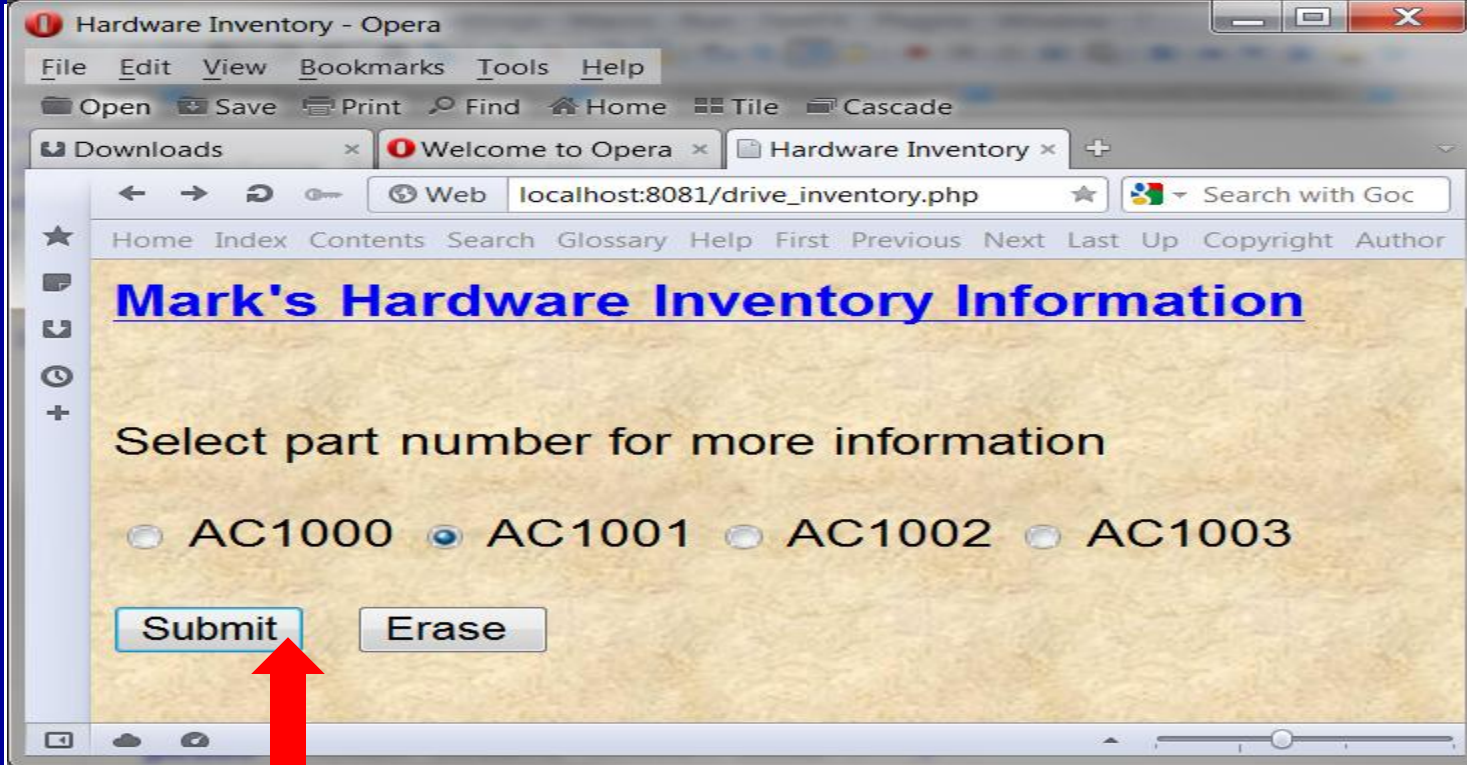 Hardware Inventory - Opera
File Edit View Bookmarks Tools Help
Open Save Print Find Home Tile Cascade
Downloads Welcome to Opera Hardware Inventory
Web localhost:8081/drive_inventory.php Search with Goc
Home Index Contents Search Glossary Help First Previous Next Last Up Copyright Author
Mark's Hardware Inventory Information
Select part number for more information
AC1000 AC1001 AC1002 AC1003
Submit Erase